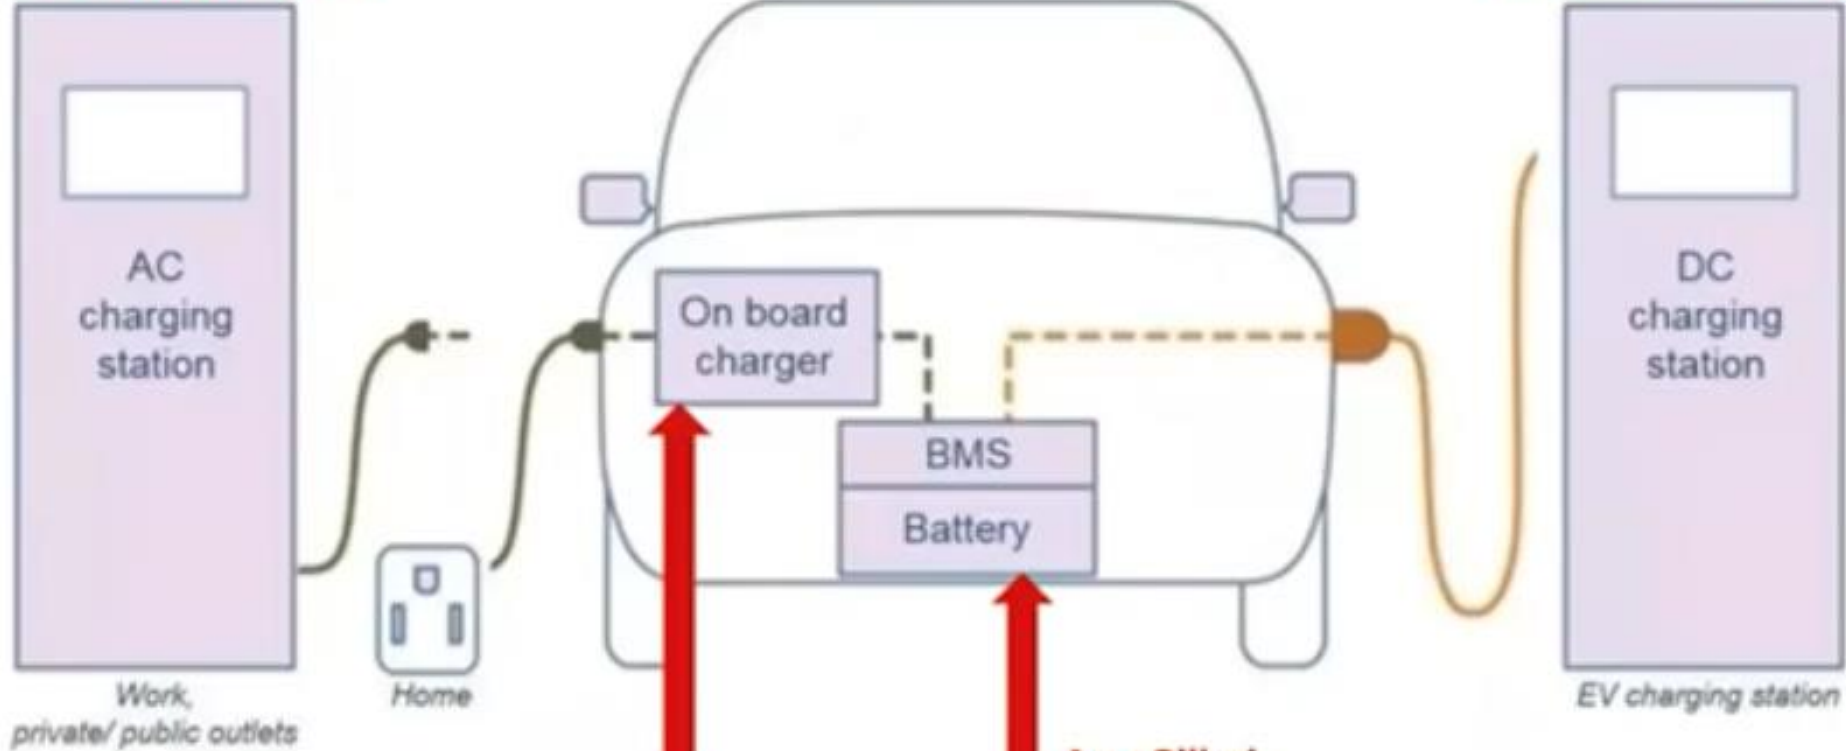 AC
charging
station
On board
charger
BMS
Battery
DC
charging
station
Work,
private/ public outlets
Home
EV charging station